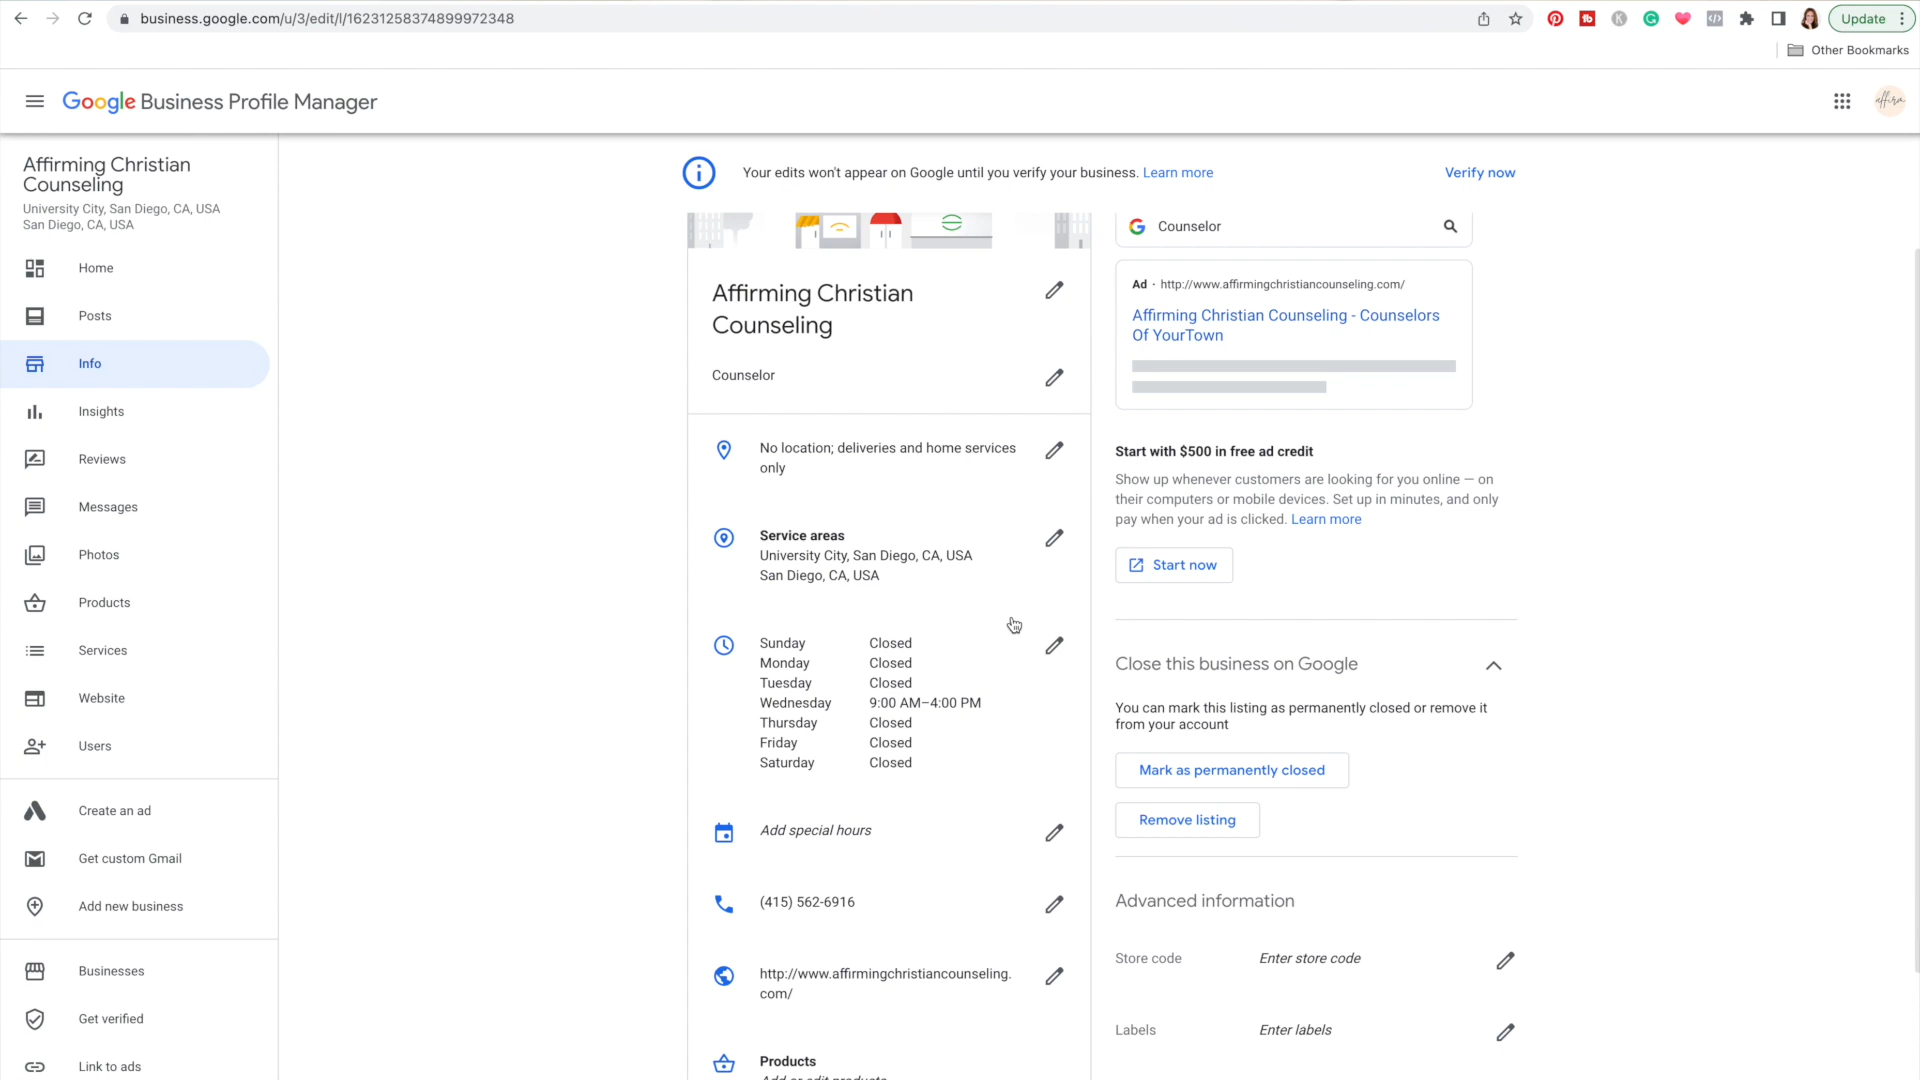 business.google.com/u/3/edit/l/16231258374899972348
Update
Other Bookmarks
Google Business Profile Manager
affirm
Affirming Christian
Counseling
University City, San Diego, CA, USA
San Diego, CA, USA
Home
Posts
Info
Insights
Reviews
Messages
Photos
Products
Services
Website
Users
Create an ad
Get custom Gmail
Add new business
Businesses
Get verified
Link to ads
Your edits won't appear on Google until you verify your business. Learn more
Verify now
Affirming Christian
Counseling
Counselor
No location; deliveries and home services
only
Service areas
University City, San Diego, CA, USA
San Diego, CA, USA
Sunday Closed
Monday Closed
Tuesday Closed
Wednesday 9:00 AM–4:00 PM
Thursday Closed
Friday Closed
Saturday Closed
Add special hours
(415) 562-6916
http://www.affirmingchristiancounseling.
com/
Products
Add or edit products
Counselor
Ad · http://www.affirmingchristiancounseling.com/
Affirming Christian Counseling - Counselors
Of YourTown
Start with $500 in free ad credit
Show up whenever customers are looking for you online — on
their computers or mobile devices. Set up in minutes, and only
pay when your ad is clicked. Learn more
Start now
Close this business on Google
You can mark this listing as permanently closed or remove it
from your account
Mark as permanently closed
Remove listing
Advanced information
Store code Enter store code
Labels Enter labels